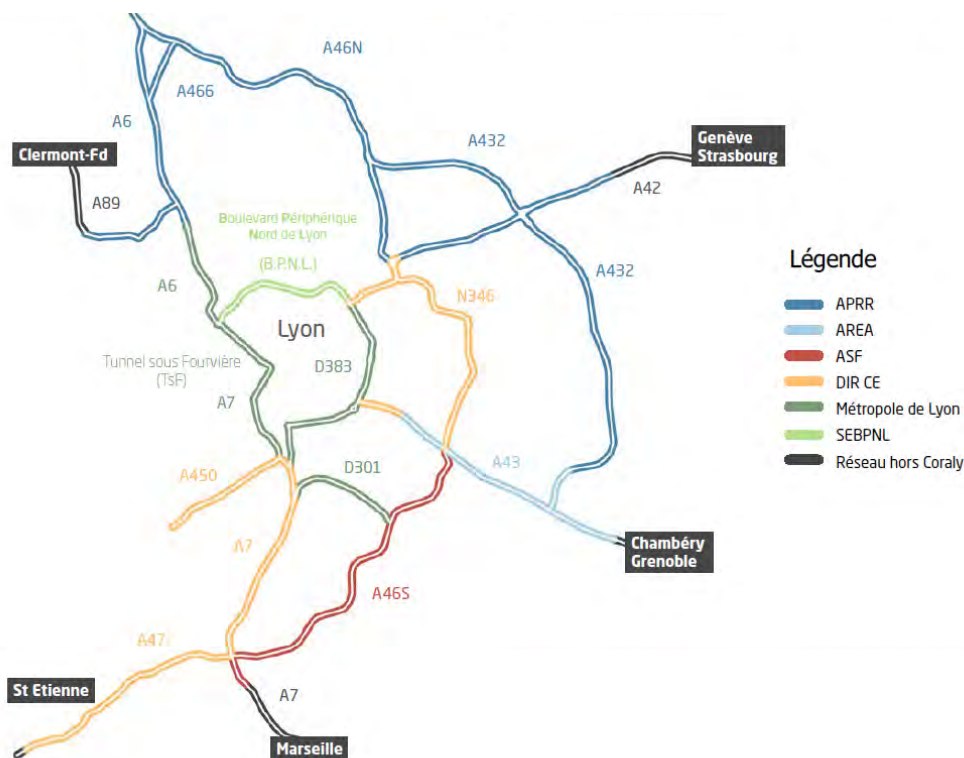 A46N
A466
A6
A432
Clermont-Fd
Genève
Strasbourg
A89
A42
Boulevard Périphérique
Nord de Lyon
(B.P.N.L.)
A432
A6
N346
Lyon
Tunnel sous Fourvière
(TsF)
D383
A7
A43
A450
D301
A7
Chambéry
Grenoble
A46S
A47
St Etienne
A7
Marseille
Légende
APRR
AREA
ASF
DIR CE
Métropole de Lyon
SEBPNL
Réseau hors Coraly